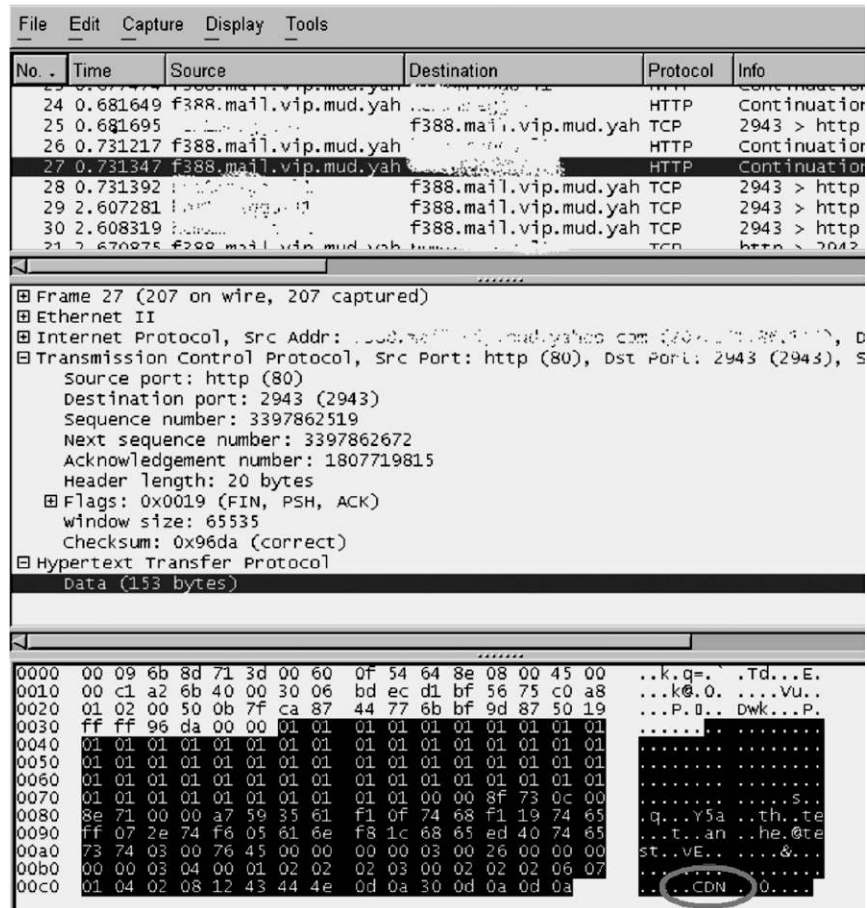 File Edit Capture Display Tools
No. . Time Source Destination Protocol Info
24 0.681649 f388.mail.vip.mud.yah HTTP Continuation
25 0.681695 f388.mail.vip.mud.yah TCP 2943 > http
26 0.731217 f388.mail.vip.mud.yah HTTP Continuation
27 0.731347 f388.mail.vip.mud.yah HTTP Continuation
28 0.731392 f388.mail.vip.mud.yah TCP 2943 > http
29 2.607281 f388.mail.vip.mud.yah TCP 2943 > http
30 2.608319 f388.mail.vip.mud.yah TCP 2943 > http
31 2.670875 f388.mail.vip.mud.yah TCP http > 2943
Frame 27 (207 on wire, 207 captured)
Ethernet II
Internet Protocol, Src Addr:
Transmission Control Protocol, Src Port: http (80), Dst Port: 2943 (2943), S
Source port: http (80)
Destination port: 2943 (2943)
Sequence number: 3397862519
Next sequence number: 3397862672
Acknowledgement number: 1807719815
Header length: 20 bytes
Flags: 0x0019 (FIN, PSH, ACK)
Window size: 65535
Checksum: 0x96da (correct)
Hypertext Transfer Protocol
Data (153 bytes)
0000 00 09 6b 8d 71 3d 00 60 0f 54 64 8e 08 00 45 00 ..k.q=.` .Td...E.
0010 00 c1 a2 6b 40 00 30 06 bd ec d1 bf 56 75 c0 a8 ...k@.0. ....Vu..
0020 01 02 00 50 0b 7f ca 87 44 77 6b bf 9d 87 50 19 ...P.▯.. Dwk...P.
0030 ff ff 96 da 00 00 01 01 01 01 01 01 01 01 01 01 ........ ........
0040 01 01 01 01 01 01 01 01 01 01 01 01 01 01 01 01 ........ ........
0050 01 01 01 01 01 01 01 01 01 01 01 01 01 01 01 01 ........ ........
0060 01 01 01 01 01 01 01 01 01 01 01 01 01 01 01 01 ........ ........
0070 01 01 01 01 01 01 01 01 01 01 00 00 8f 73 0c 00 ........ .....s..
0080 8e 71 00 00 a7 59 35 61 f1 0f 74 68 f1 19 74 65 .q...Y5a ..th..te
0090 ff 07 2e 74 f6 05 61 6e f8 1c 68 65 ed 40 74 65 ...t..an ..he.@te
00a0 73 74 03 00 76 45 00 00 00 00 03 00 26 00 00 00 st..vE.. ....&...
00b0 00 00 03 04 00 01 02 02 02 03 00 02 02 02 06 07 ........ ........
00c0 01 04 02 08 12 43 44 4e 0d 0a 30 0d 0a 0d 0a .....CDN ..0....